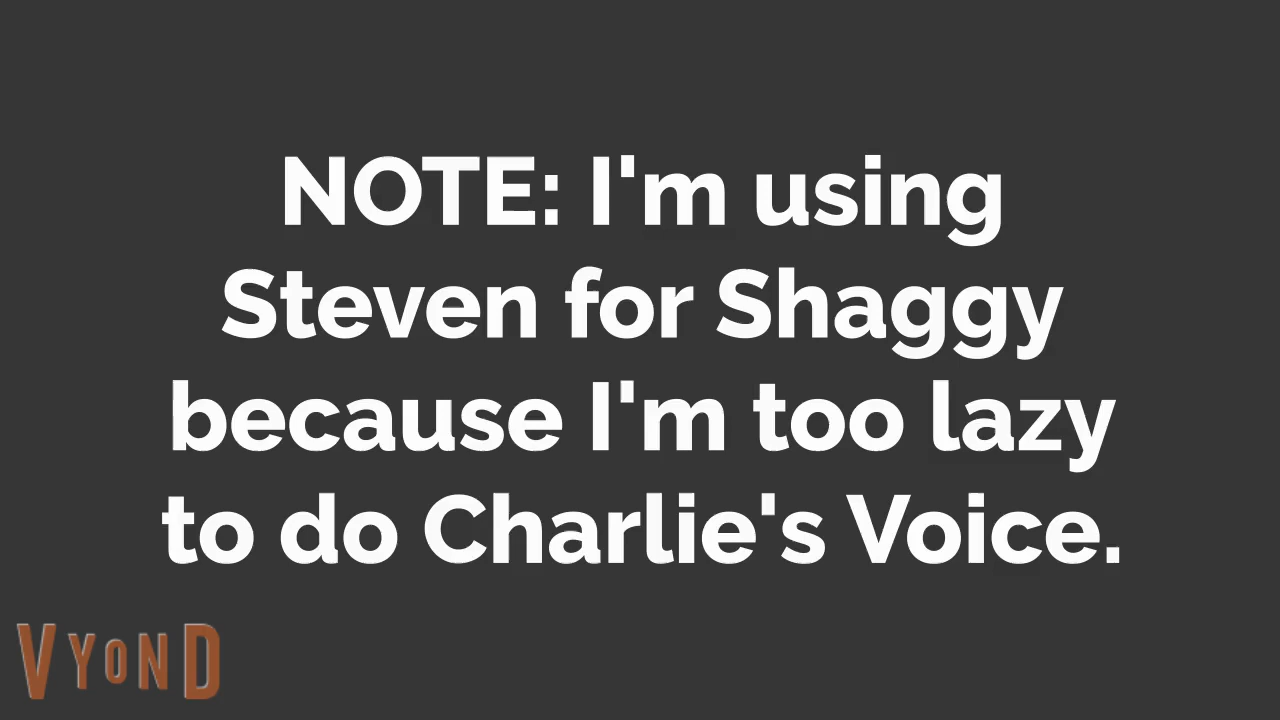 NOTE: I'm using
Steven for Shaggy
because I'm too lazy
to do Charlie's Voice.
VYOND